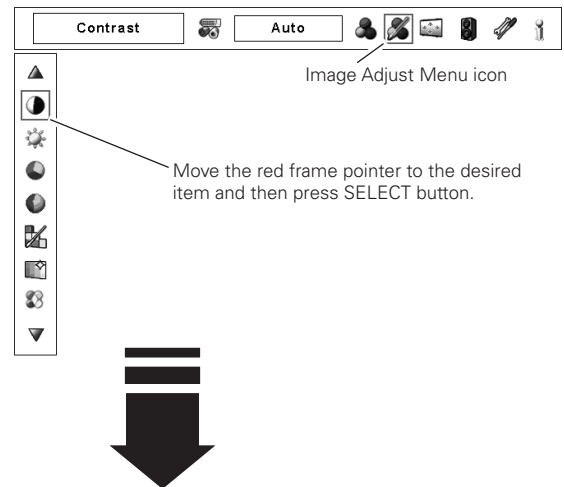 Contrast Auto
Image Adjust Menu icon
Move the red frame pointer to the desired
item and then press SELECT button.